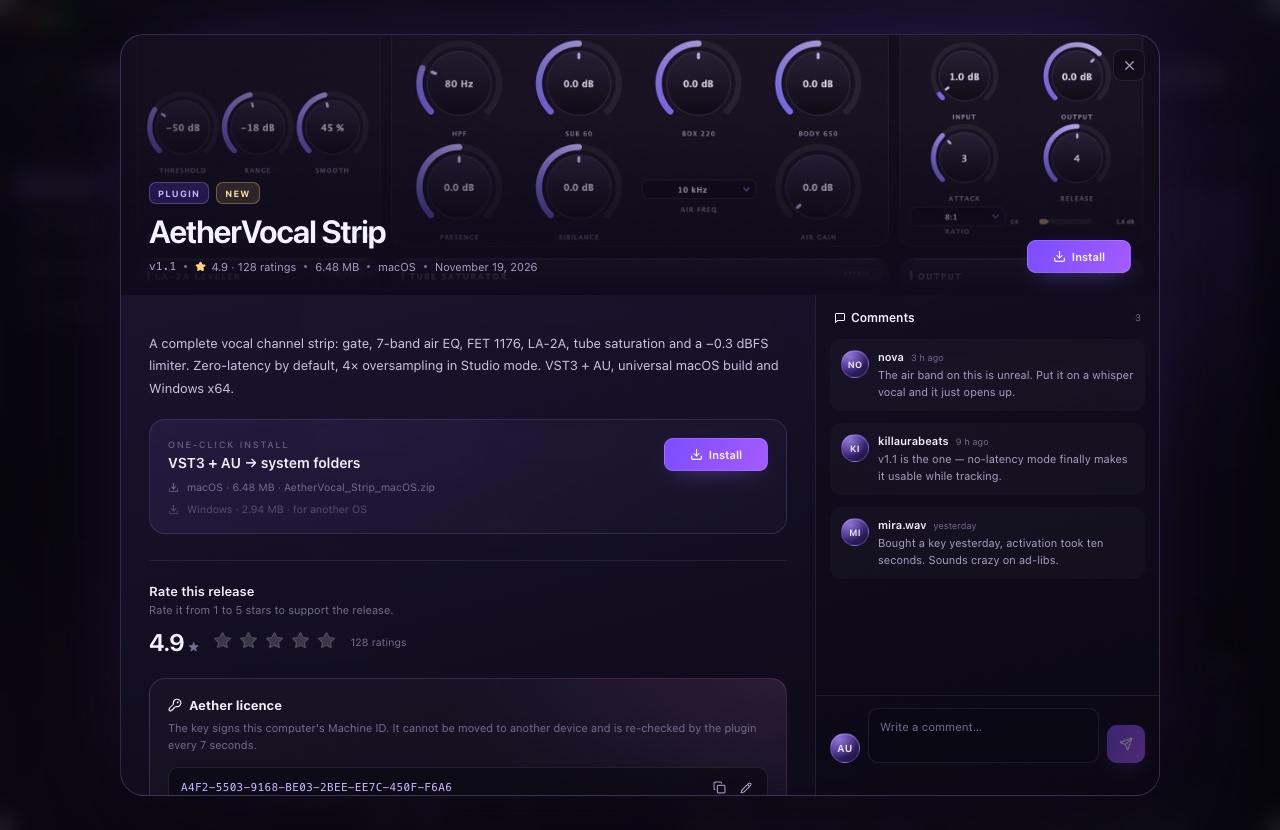 80 Hz
0.0 dB
0.0 dB
0.0 dB
1.0 dB
0.0 dB
−50 dB
−18 dB
45 %
HPF
SUB 60
BOX 220
BODY 650
INPUT
OUTPUT
THRESHOLD
RANGE
SMOOTH
0.0 dB
0.0 dB
10 kHz
AIR FREQ
0.0 dB
3
4
ATTACK
RELEASE
PRESENCE
SIBILANCE
AIR GAIN
8:1
RATIO
GR
1.4 dB
PLUGIN
NEW
AetherVocal Strip
v1.1 • 4.9 · 128 ratings • 6.48 MB • macOS • November 19, 2026
Install
LA-2A LEVELER
TUBE SATURATOR
OUTPUT
A complete vocal channel strip: gate, 7-band air EQ, FET 1176, LA-2A, tube saturation and a −0.3 dBFS
limiter. Zero-latency by default, 4× oversampling in Studio mode. VST3 + AU, universal macOS build and
Windows x64.
ONE-CLICK INSTALL
VST3 + AU → system folders
Install
macOS · 6.48 MB · AetherVocal_Strip_macOS.zip
Windows · 2.94 MB · for another OS
Rate this release
Rate it from 1 to 5 stars to support the release.
4.9
128 ratings
Aether licence
The key signs this computer's Machine ID. It cannot be moved to another device and is re-checked by the plugin
every 7 seconds.
A4F2-5503-9168-BE03-2BEE-EE7C-450F-F6A6
Comments
3
NO
nova 3 h ago
The air band on this is unreal. Put it on a whisper
vocal and it just opens up.
KI
killaurabeats 9 h ago
v1.1 is the one — no-latency mode finally makes
it usable while tracking.
MI
mira.wav yesterday
Bought a key yesterday, activation took ten
seconds. Sounds crazy on ad-libs.
AU
Write a comment…